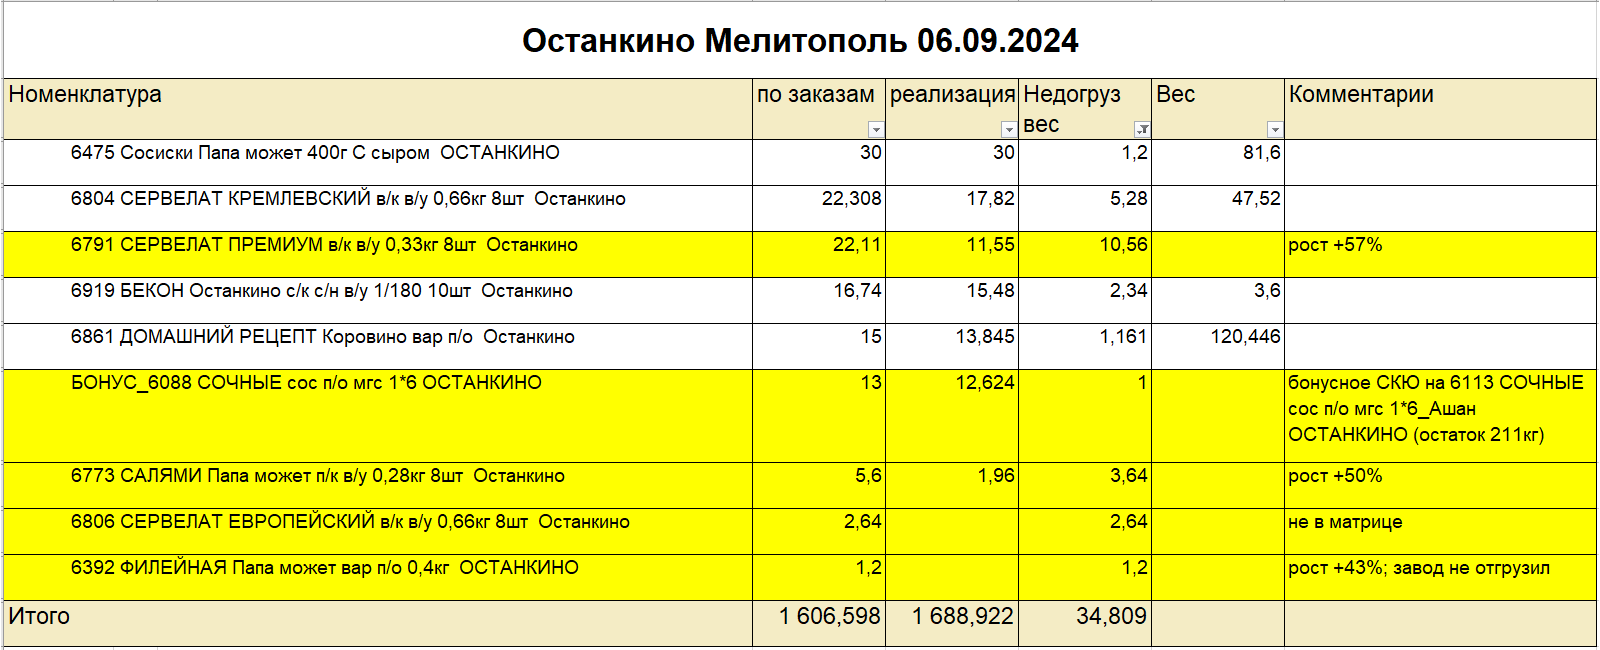 Останкино Мелитополь 06.09.2024
Номенклатура по заказам реализация Недогруз вес Вес Комментарии
6475 Сосиски Папа может 400г С сыром ОСТАНКИНО 30 30 1,2 81,6
6804 СЕРВЕЛАТ КРЕМЛЕВСКИЙ в/к в/у 0,66кг 8шт Останкино 22,308 17,82 5,28 47,52
6791 СЕРВЕЛАТ ПРЕМИУМ в/к в/у 0,33кг 8шт Останкино 22,11 11,55 10,56 рост +57%
6919 БЕКОН Останкино с/к с/н в/у 1/180 10шт Останкино 16,74 15,48 2,34 3,6
6861 ДОМАШНИЙ РЕЦЕПТ Коровино вар п/о Останкино 15 13,845 1,161 120,446
БОНУС_6088 СОЧНЫЕ сос п/о мгс 1*6 ОСТАНКИНО 13 12,624 1 бонусное СКЮ на 6113 СОЧНЫЕ
сос п/о мгс 1*6_Ашан
ОСТАНКИНО (остаток 211кг)
6773 САЛЯМИ Папа может п/к в/у 0,28кг 8шт Останкино 5,6 1,96 3,64 рост +50%
6806 СЕРВЕЛАТ ЕВРОПЕЙСКИЙ в/к в/у 0,66кг 8шт Останкино 2,64 2,64 не в матрице
6392 ФИЛЕЙНАЯ Папа может вар п/о 0,4кг ОСТАНКИНО 1,2 1,2 рост +43%; завод не отгрузил
Итого 1 606,598 1 688,922 34,809